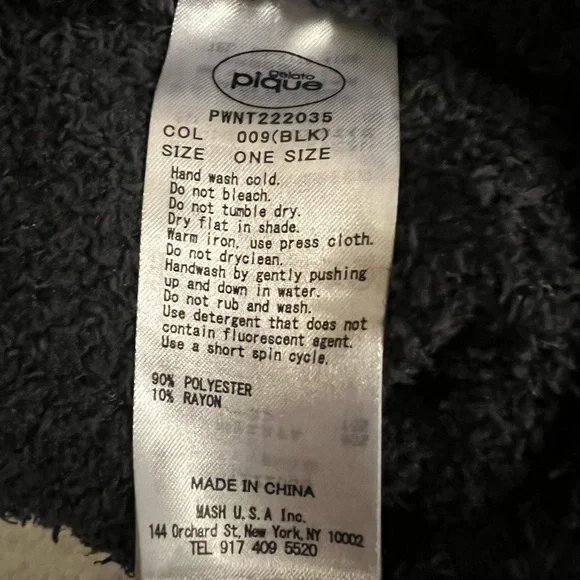 gelato
pique
PWNT222035
COL 009(BLK)
SIZE ONE SIZE
Hand wash cold.
Do not bleach.
Do not tumble dry.
Dry flat in shade.
Warm iron, use press cloth.
Do not dryclean.
Handwash by gently pushing
up and down in water.
Do not rub and wash.
Use detergent that does not
contain fluorescent agent.
Use a short spin cycle.
90% POLYESTER
10% RAYON
MADE IN CHINA
MASH U.S.A Inc.
144 Orchard St, New York, NY 10002
TEL 917 409 5520